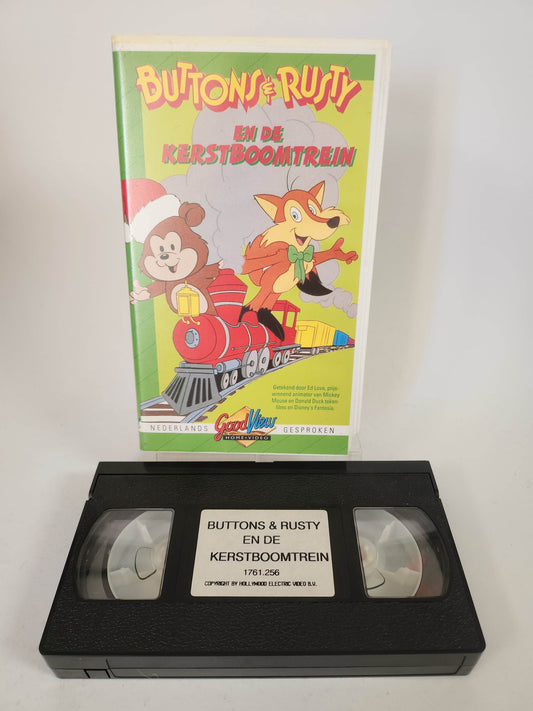 BUTTONS & RUSTY
EN DE
KERSTBOOMTREIN
Getekend door Ed Love, prijs-
winnend animator van Mickey
Mouse en Donald Duck teken-
films en Disney's Fantasia.
NEDERLANDS GoodView GESPROKEN
HOME VIDEO
BUTTONS & RUSTY
EN DE
KERSTBOOMTREIN
1761.256
COPYRIGHT BY HOLLYWOOD ELECTRIC VIDEO B.V.